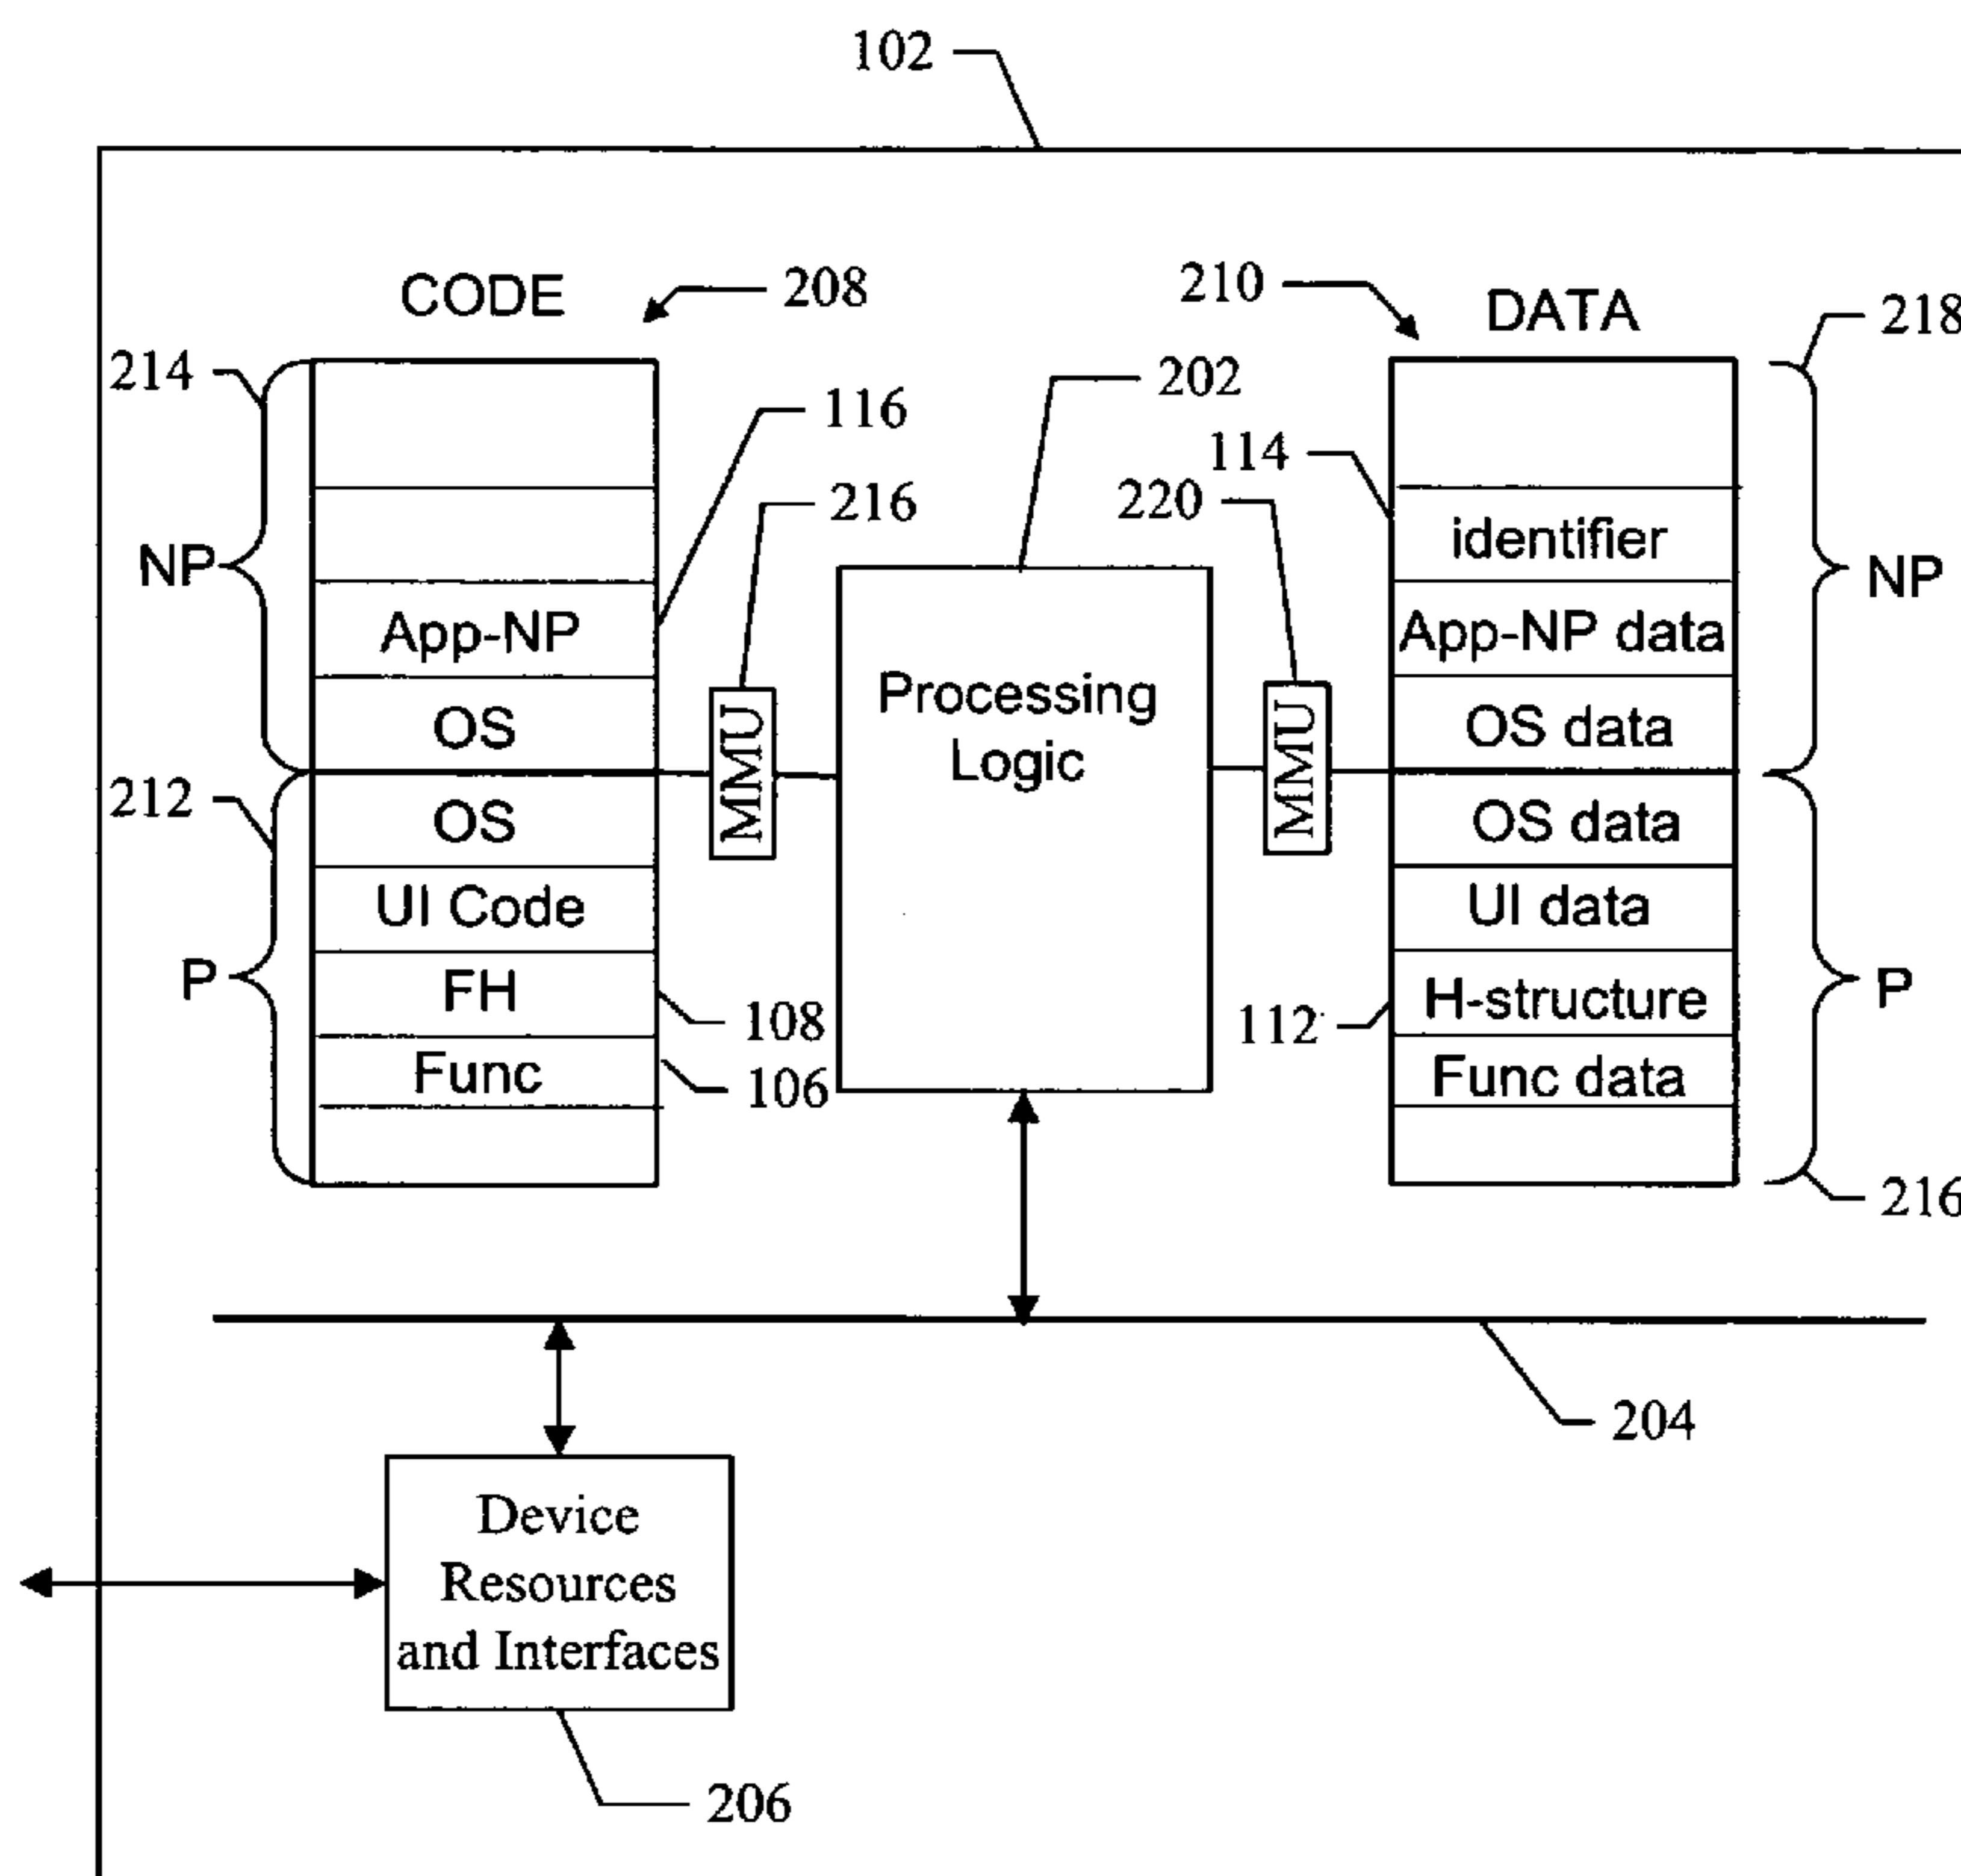 102
CODE
208
210
DATA
218
214
202
116
114
216
220
identifier
NP
NP
App-NP
App-NP data
Processing
Logic
OS
OS data
MMU
MMU
212
OS
OS data
UI Code
UI data
P
FH
H-structure
P
108
112
Func
106
Func data
216
204
Device
Resources
and Interfaces
206